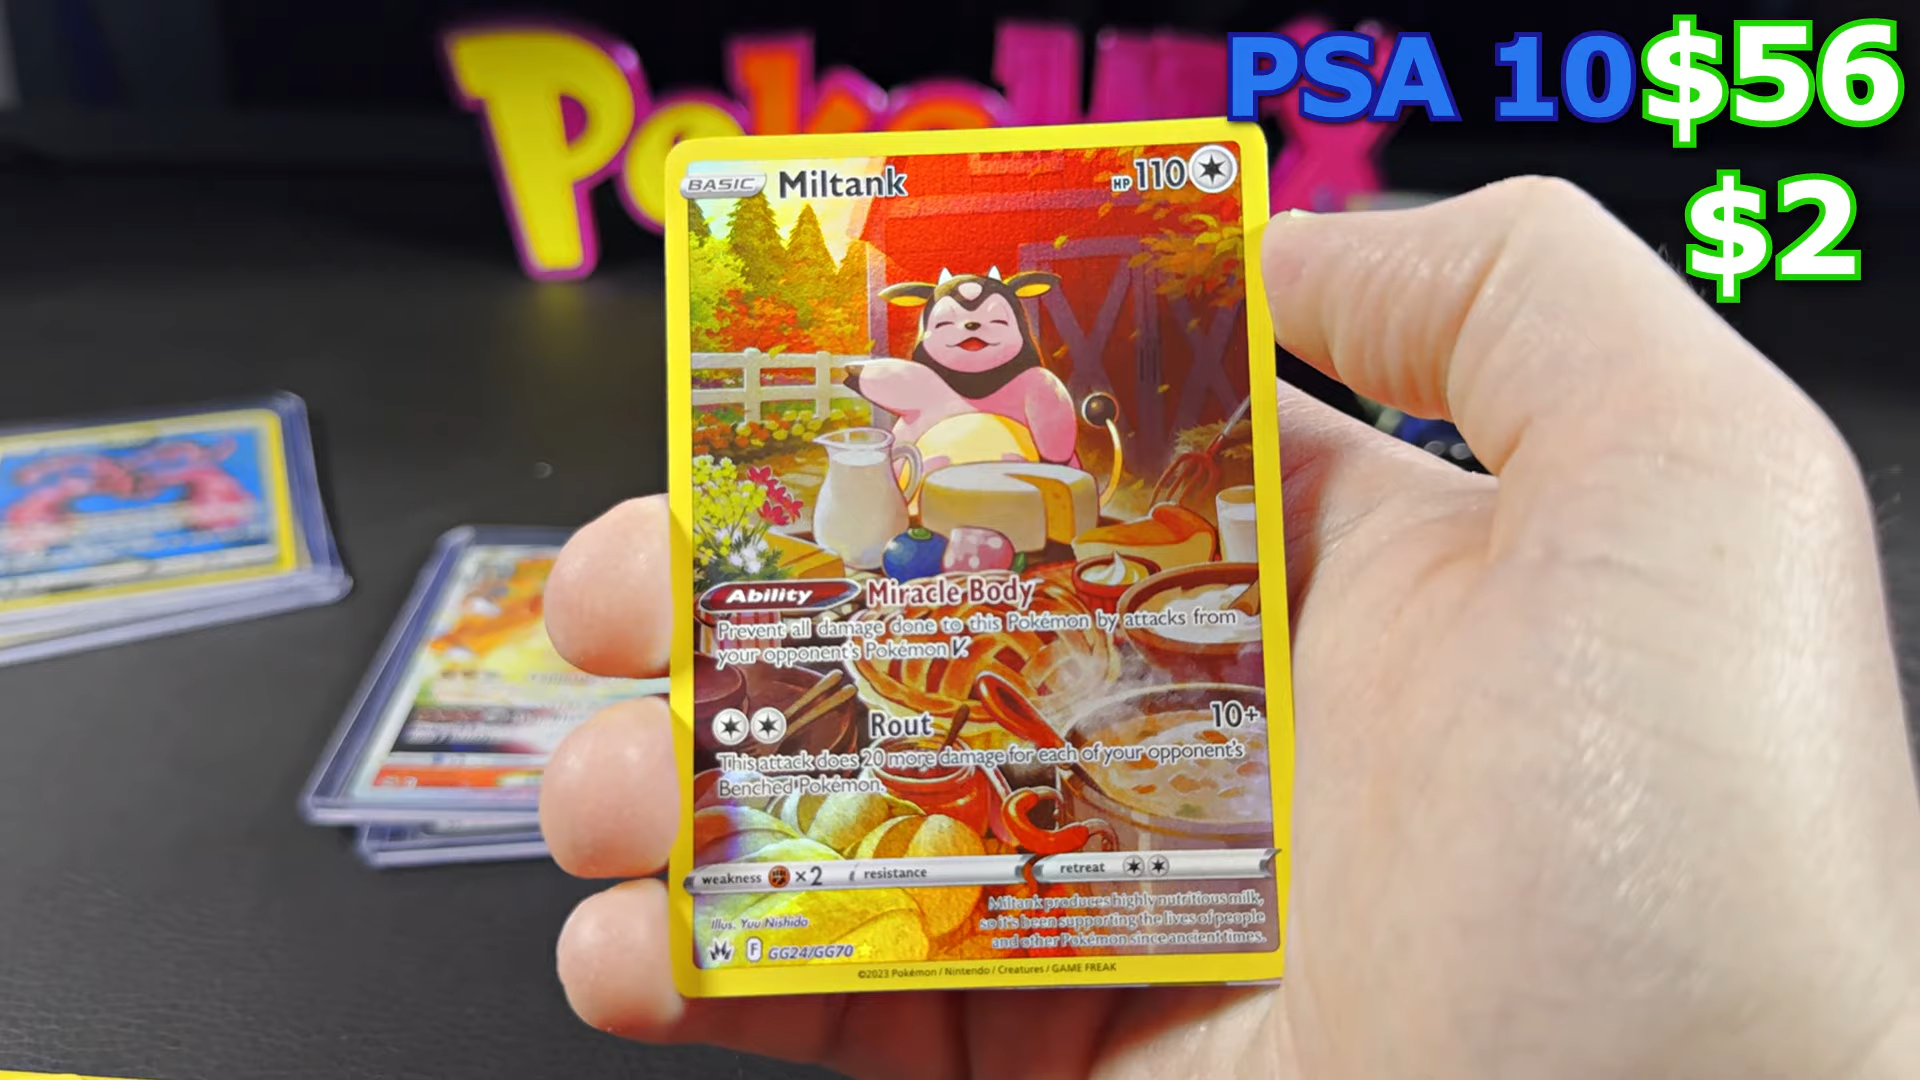 Poke
PSA 10 $56
$2
BASIC Miltank HP 110
Ability Miracle Body
Prevent all damage done to this Pokémon by attacks from
your opponent's Pokémon V.
Rout 10+
This attack does 20 more damage for each of your opponent's
Benched Pokémon.
weakness ×2 resistance retreat
Illus. Yuu Nishida
Miltank produces highly nutritious milk,
so it's been supporting the lives of people
and other Pokémon since ancient times.
F GG24/GG70
©2023 Pokémon / Nintendo / Creatures / GAME FREAK